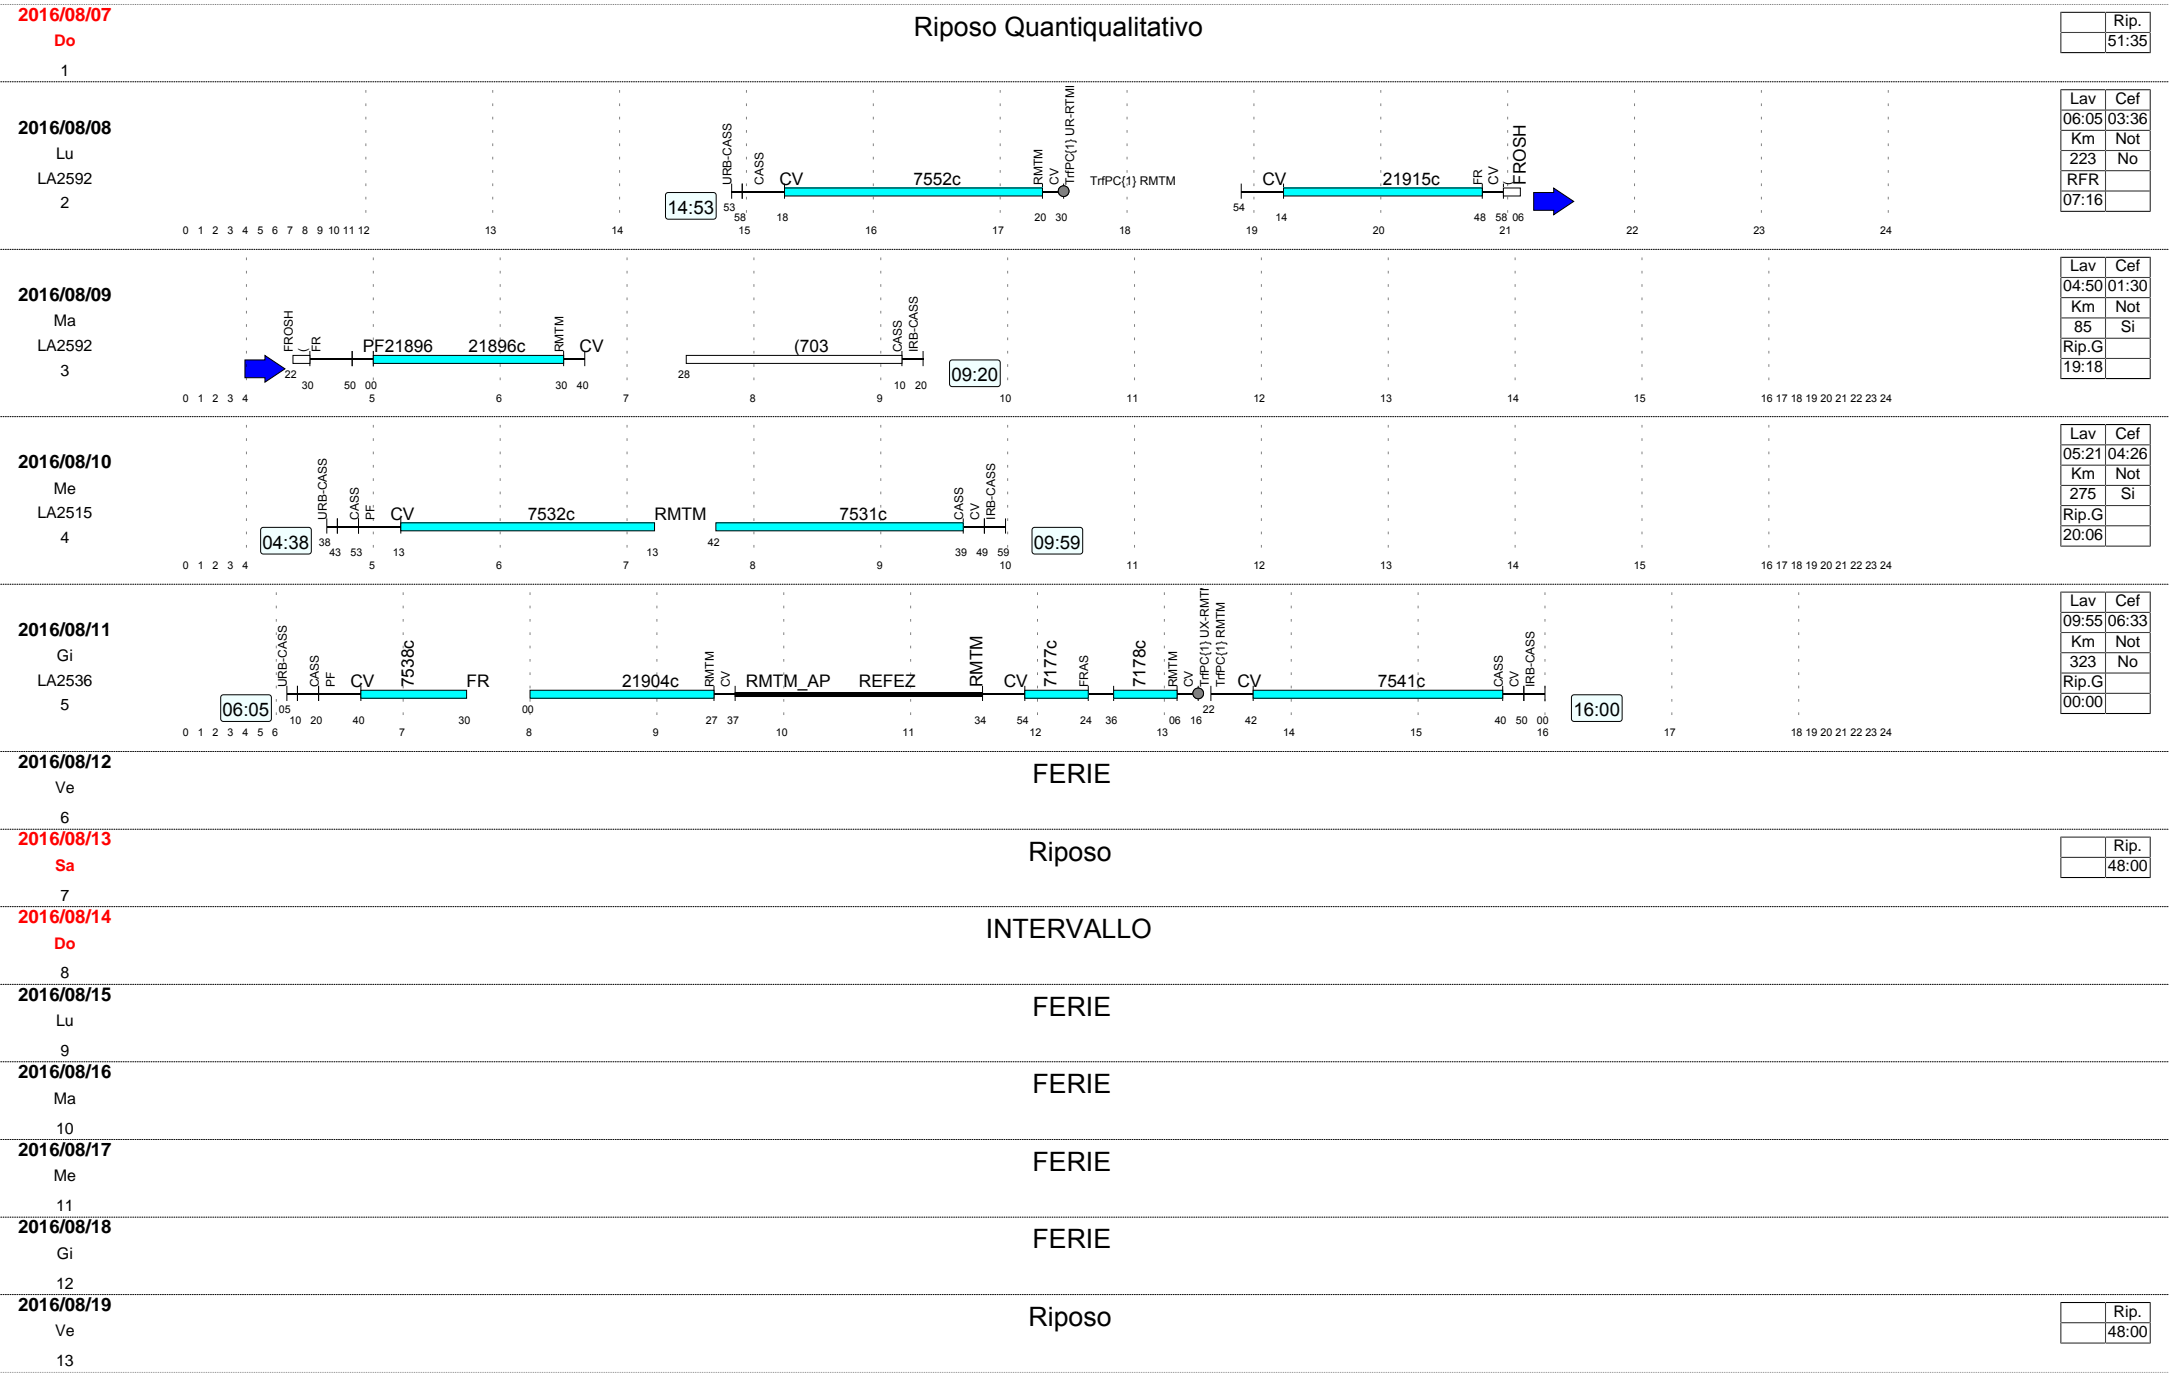 2016/08/07
Do
1
Riposo Quantiqualitativo
Rip.
51:35
2016/08/08
Lu
LA2592
2
14:53
URB-CASS
CASS
CV
7552c
RMTM
CV
TrfPC{1} UR-RTMI
TrfPC{1} RMTM
CV
21915c
FR
CV
FROSH
53 58 18 20 30 54 14 48 58 06
0 1 2 3 4 5 6 7 8 9 10 11 12 13 14 15 16 17 18 19 20 21 22 23 24
Lav Cef
06:05 03:36
Km Not
223 No
RFR
07:16
2016/08/09
Ma
LA2592
3
FROSH
(
FR
PF21896
21896c
RMTM
CV
(703
CASS
IRB-CASS
09:20
22 30 50 00 30 40 28 10 20
0 1 2 3 4 5 6 7 8 9 10 11 12 13 14 15 16 17 18 19 20 21 22 23 24
Lav Cef
04:50 01:30
Km Not
85 Si
Rip.G
19:18
2016/08/10
Me
LA2515
4
04:38
URB-CASS
CASS
PF
CV
7532c
RMTM
7531c
CASS
CV
IRB-CASS
09:59
38 43 53 13 13 42 39 49 59
0 1 2 3 4 5 6 7 8 9 10 11 12 13 14 15 16 17 18 19 20 21 22 23 24
Lav Cef
05:21 04:26
Km Not
275 Si
Rip.G
20:06
2016/08/11
Gi
LA2536
5
06:05
URB-CASS
CASS
PF
CV
7538c
FR
21904c
RMTM
CV
RMTM_AP
REFEZ
RMTM
CV
7177c
FRAS
7178c
RMTM
CV
TrfPC{1} UX-RMTI
TrfPC{1} RMTM
CV
7541c
CASS
CV
IRB-CASS
16:00
05 10 20 40 30 00 27 37 34 54 24 36 06 16 22 42 40 50 00
0 1 2 3 4 5 6 7 8 9 10 11 12 13 14 15 16 17 18 19 20 21 22 23 24
Lav Cef
09:55 06:33
Km Not
323 No
Rip.G
00:00
2016/08/12
Ve
6
FERIE
2016/08/13
Sa
7
Riposo
Rip.
48:00
2016/08/14
Do
8
INTERVALLO
2016/08/15
Lu
9
FERIE
2016/08/16
Ma
10
FERIE
2016/08/17
Me
11
FERIE
2016/08/18
Gi
12
FERIE
2016/08/19
Ve
13
Riposo
Rip.
48:00